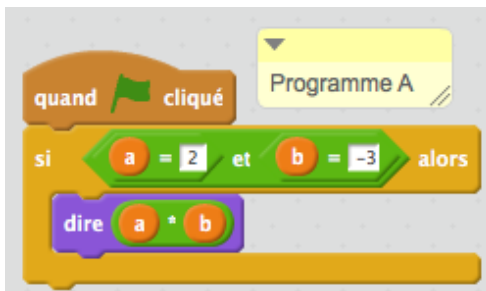 Programme A
quand cliqué
si a = 2 et b = -3 alors
dire a * b